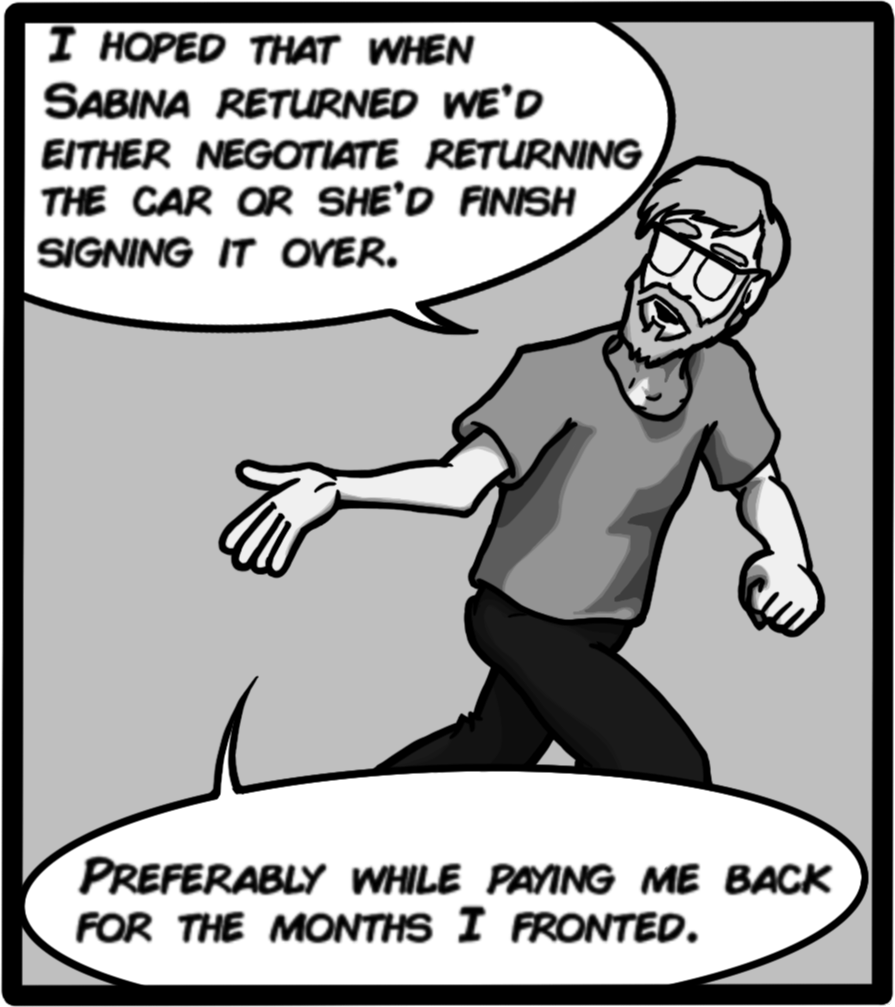 I HOPED THAT WHEN
SABINA RETURNED WE'D
EITHER NEGOTIATE RETURNING
THE CAR OR SHE'D FINISH
SIGNING IT OVER.
PREFERABLY WHILE PAYING ME BACK
FOR THE MONTHS I FRONTED.